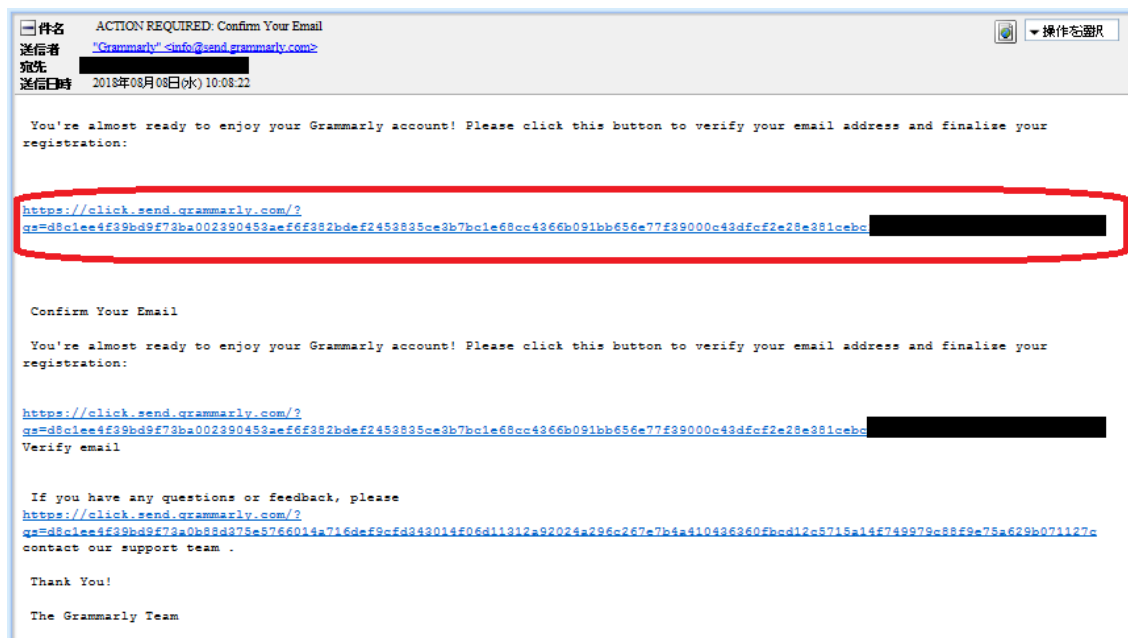 件名 ACTION REQUIRED: Confirm Your Email
送信者 "Grammarly" <info@send.grammarly.com>
宛先
送信日時 2018年08月08日(水) 10:08:22
▼操作を選択
You're almost ready to enjoy your Grammarly account! Please click this button to verify your email address and finalize your
registration:
https://click.send.grammarly.com/?
qs=d8c1ee4f39bd9f73ba002390453aef6f382bdef2453835ce3b7bc1e68cc4366b091bb656e77f39000c43dfcf2e28e381cebc
Confirm Your Email
You're almost ready to enjoy your Grammarly account! Please click this button to verify your email address and finalize your
registration:
https://click.send.grammarly.com/?
qs=d8c1ee4f39bd9f73ba002390453aef6f382bdef2453835ce3b7bc1e68cc4366b091bb656e77f39000c43dfcf2e28e381cebc
Verify email
If you have any questions or feedback, please
https://click.send.grammarly.com/?
qs=d8c1ee4f39bd9f73a0b88d375e5766014a716def9cfd343014f06d11312a92024a296c267e7b4a410436360fbcd12c5715a14f749979c88f9e75a629b071127c
contact our support team .
Thank You!
The Grammarly Team